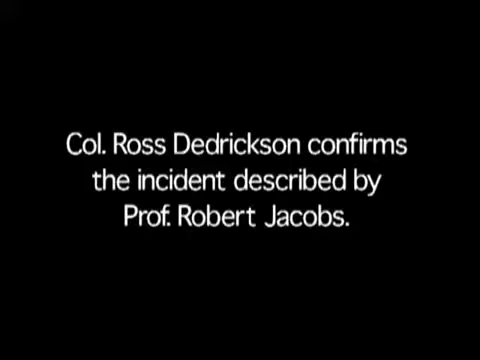 Col. Ross Dedrickson confirms
the incident described by
Prof. Robert Jacobs.